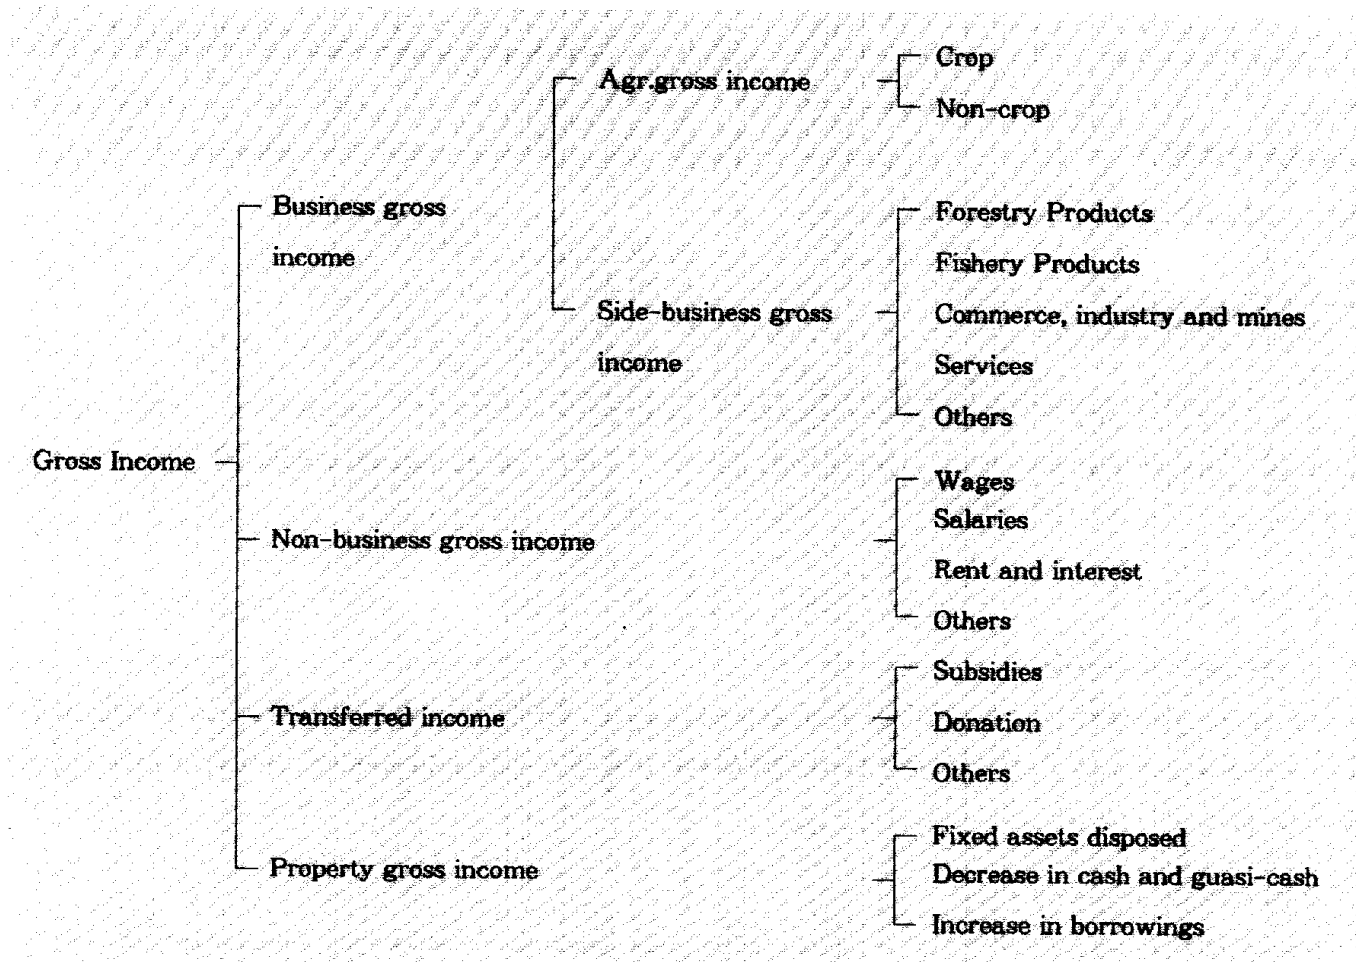 Agr.gross income
Crop
Non-crop
Business gross
income
Side-business gross
income
Forestry Products
Fishery Products
Commerce, industry and mines
Services
Others
Gross Income
Non-business gross income
Wages
Salaries
Rent and interest
Others
Transferred income
Subsidies
Donation
Others
Property gross income
Fixed assets disposed
Decrease in cash and guasi-cash
Increase in borrowings